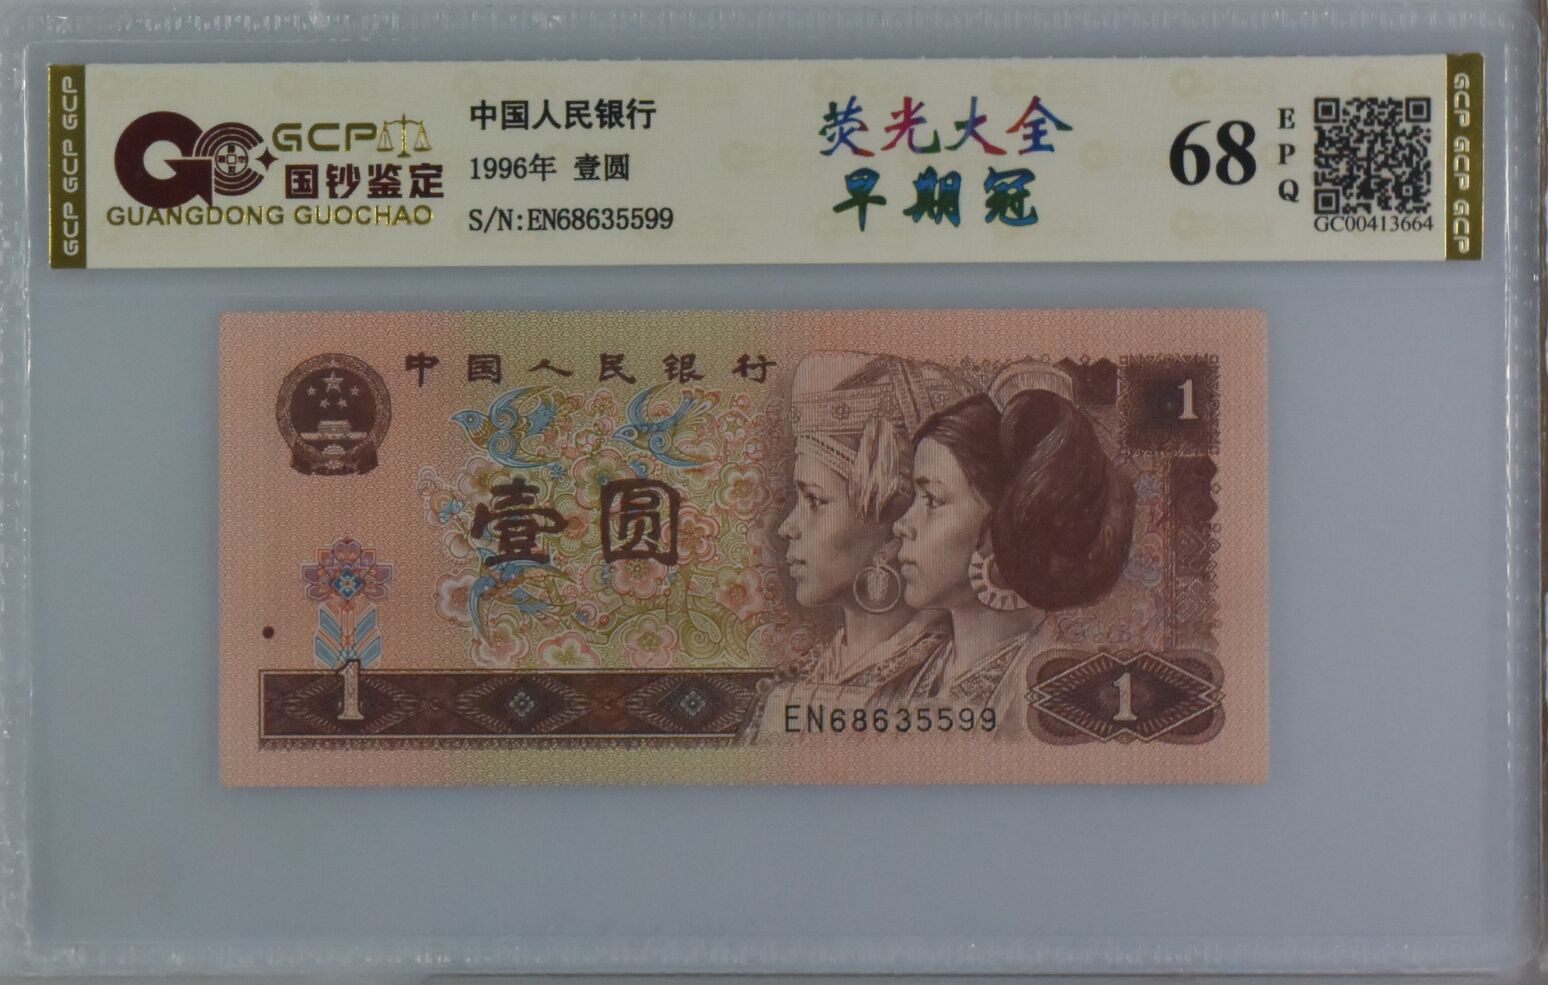 GCP GCP GCP
GCP
国钞鉴定
GUANGDONG GUOCHAO
中国人民银行
1996年 壹圆
S/N:EN68635599
荧光大全
早期冠
68
EPQ
GC00413664
GCP GCP GCP
中国人民银行
1
壹圆
1
EN68635599
1